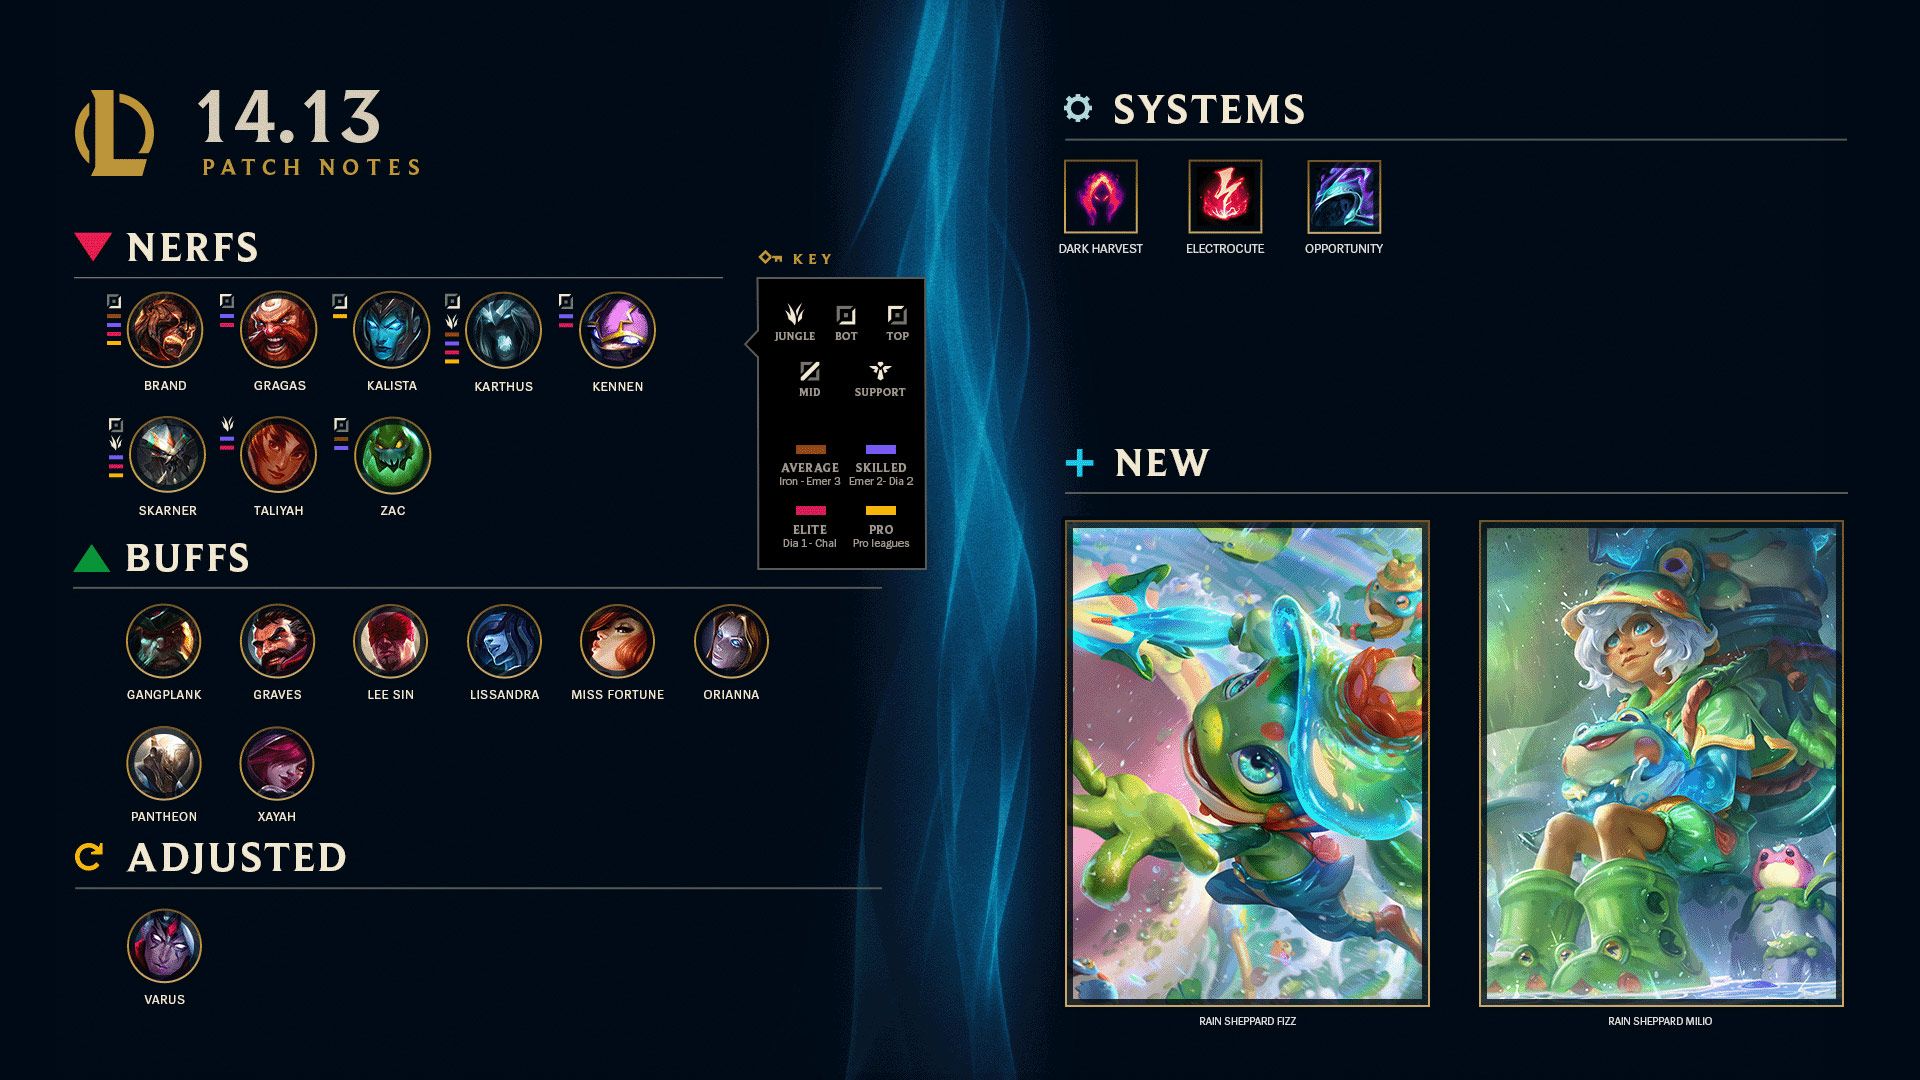 14.13
PATCH NOTES
NERFS
BRAND
GRAGAS
KALISTA
KARTHUS
KENNEN
SKARNER
TALIYAH
ZAC
BUFFS
GANGPLANK
GRAVES
LEE SIN
LISSANDRA
MISS FORTUNE
ORIANNA
PANTHEON
XAYAH
ADJUSTED
VARUS
KEY
JUNGLE
BOT
TOP
MID
SUPPORT
AVERAGE
Iron - Emer 3
SKILLED
Emer 2- Dia 2
ELITE
Dia 1 - Chal
PRO
Pro leagues
SYSTEMS
DARK HARVEST
ELECTROCUTE
OPPORTUNITY
NEW
RAIN SHEPPARD FIZZ
RAIN SHEPPARD MILIO